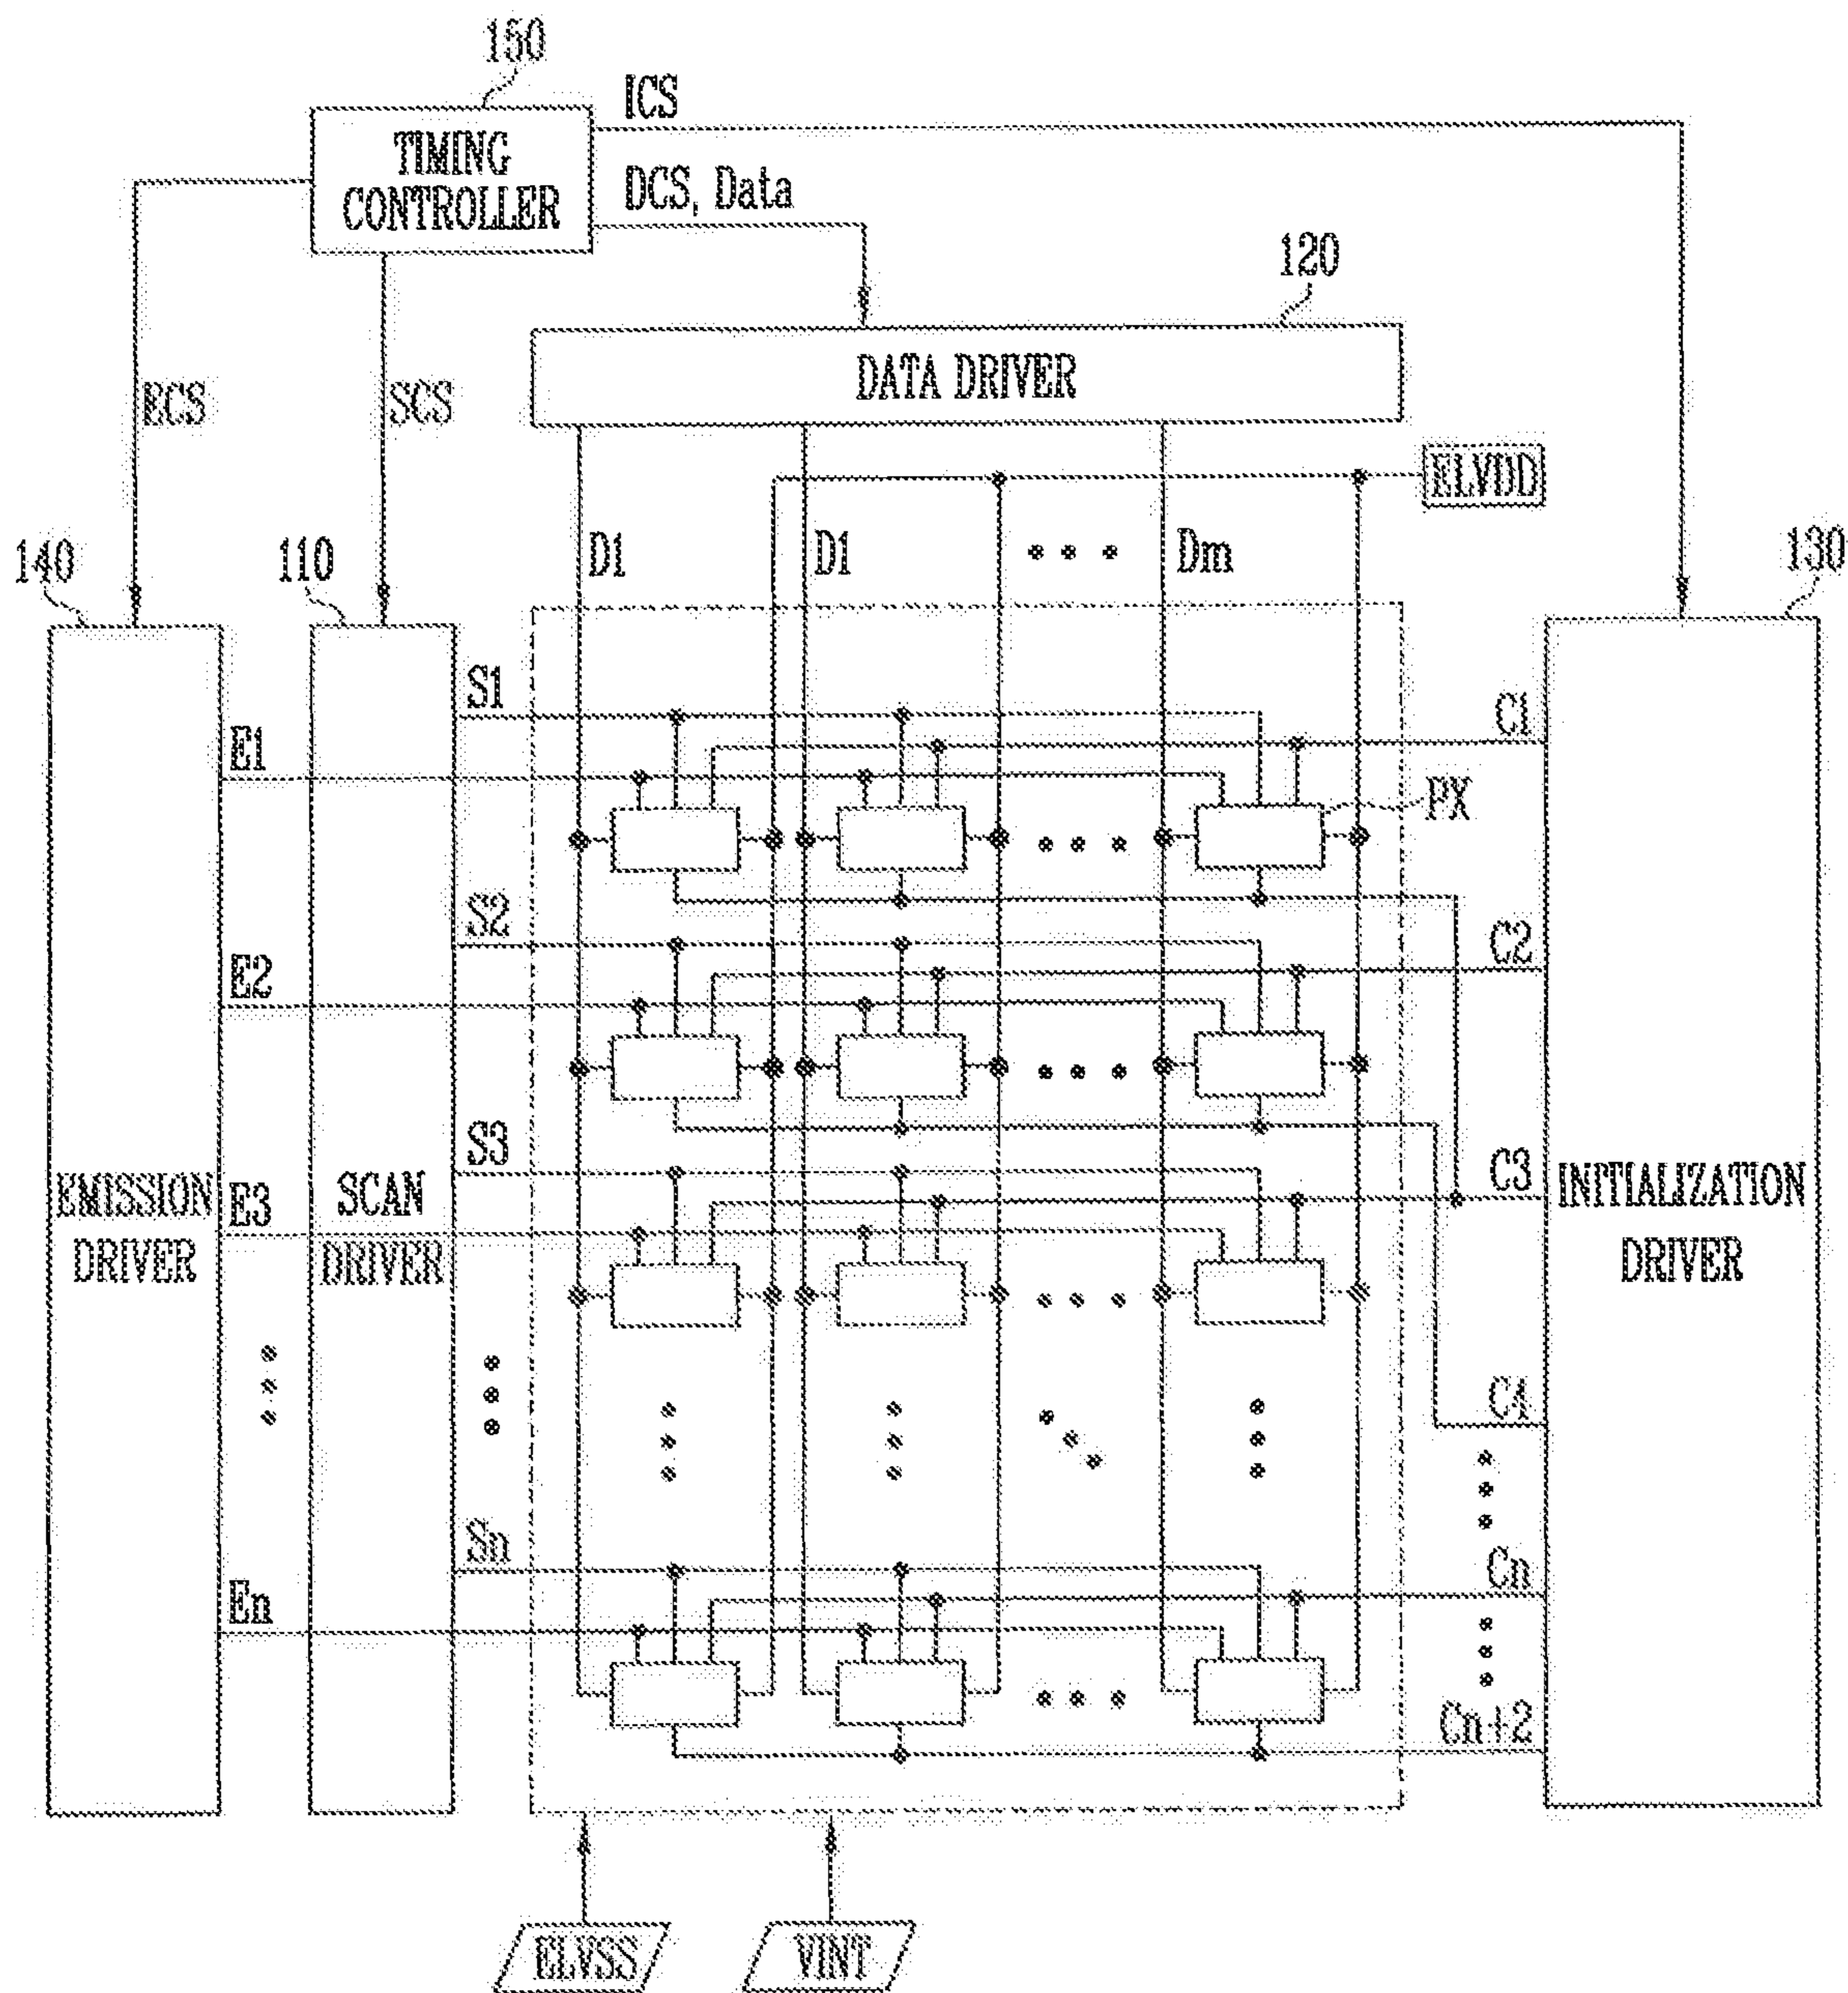 150
ICS
TIMING
CONTROLLER
DCS, Data
120
DATA DRIVER
ECS
SCS
ELVDD
140
110
D1
D1
Dm
130
S1
C1
E1
PX
S2
C2
E2
S3
C3
EMISSION
DRIVER
E3
SCAN
DRIVER
INITIALIZATION
DRIVER
C4
Sn
Cn
En
Cn+2
ELVSS
VINT